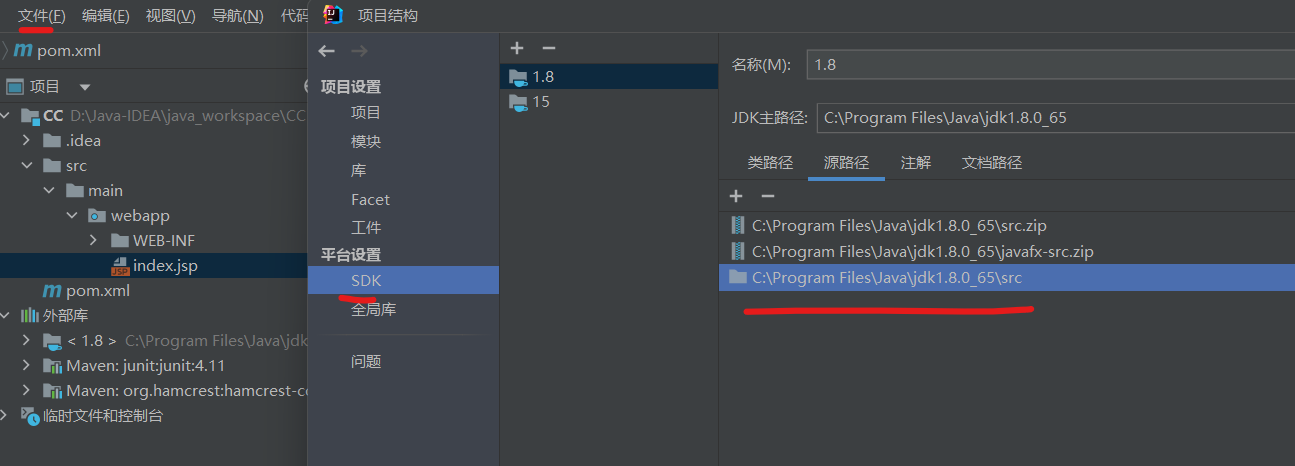 文件(F) 编辑(E) 视图(V) 导航(N) 代码
pom.xml
项目
CC D:\Java-IDEA\java_workspace\CC
.idea
src
main
webapp
WEB-INF
index.jsp
pom.xml
外部库
< 1.8 > C:\Program Files\Java\jdk
Maven: junit:junit:4.11
Maven: org.hamcrest:hamcrest-co
临时文件和控制台
项目结构
项目设置
项目
模块
库
Facet
工件
平台设置
SDK
全局库
问题
1.8
15
名称(M): 1.8
JDK主路径: C:\Program Files\Java\jdk1.8.0_65
类路径 源路径 注解 文档路径
C:\Program Files\Java\jdk1.8.0_65\src.zip
C:\Program Files\Java\jdk1.8.0_65\javafx-src.zip
C:\Program Files\Java\jdk1.8.0_65\src